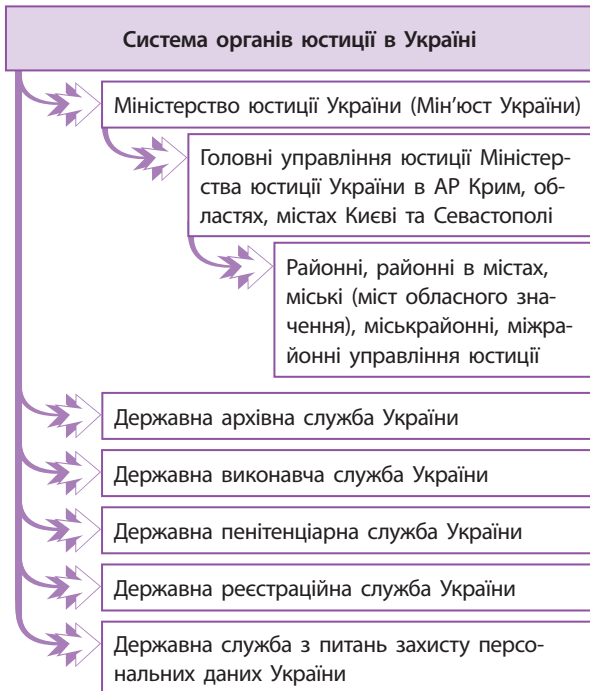 Система органів юстиції в Україні
Міністерство юстиції України (Мін’юст України)
Головні управління юстиції Міністер-
ства юстиції України в АР Крим, об-
ластях, містах Києві та Севастополі
Районні, районні в містах,
міські (міст обласного зна-
чення), міськрайонні, міжра-
йонні управління юстиції
Державна архівна служба України
Державна виконавча служба України
Державна пенітенціарна служба України
Державна реєстраційна служба України
Державна служба з питань захисту персо-
нальних даних України